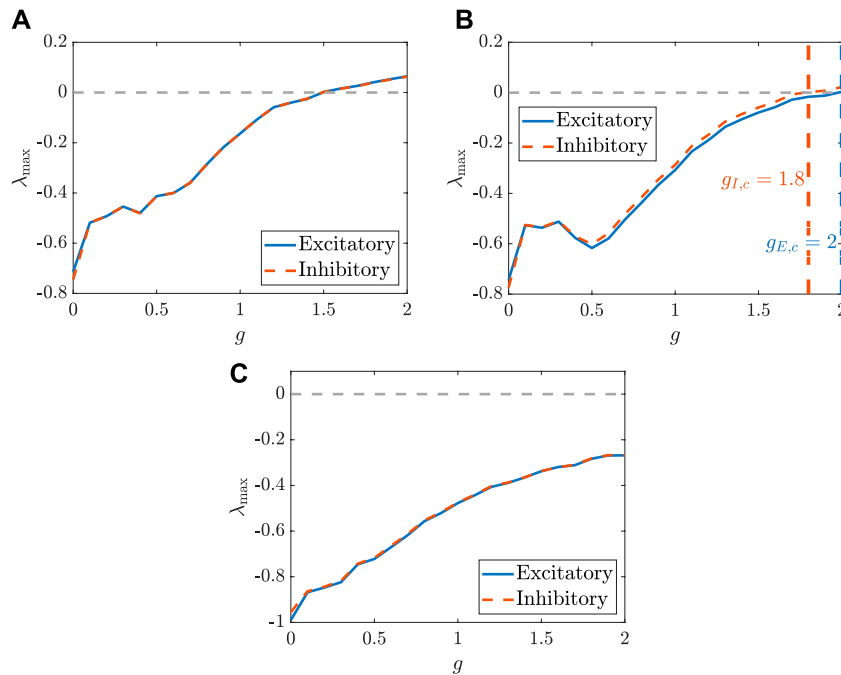 A
0.2
0
-0.2
-0.4
-0.6
-0.8
λmax
Excitatory
Inhibitory
0
0.5
1
1.5
2
g
B
0.2
0
-0.2
-0.4
-0.6
-0.8
λmax
Excitatory
Inhibitory
gI,c = 1.8
gE,c = 2
0
0.5
1
1.5
2
g
C
0
-0.2
-0.4
-0.6
-0.8
-1
λmax
Excitatory
Inhibitory
0
0.5
1
1.5
2
g